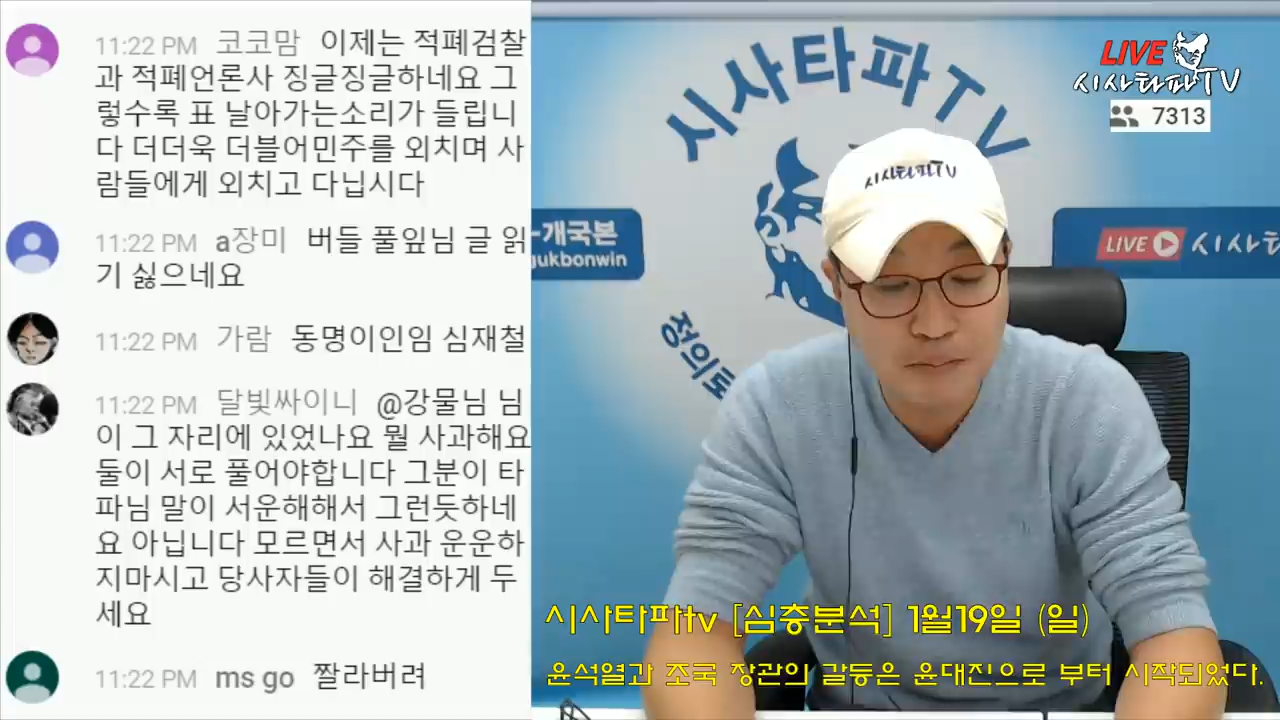 11:22 PM 코코맘 이제는 적폐검찰
과 적폐언론사 징글징글하네요 그
렇수록 표 날아가는소리가 들립니
다 더더욱 더블어민주를 외치며 사
람들에게 외치고 다닙시다
11:22 PM a장미 버들 풀잎님 글 읽
기 싫으네요
11:22 PM 가람 동명이인임 심재철
11:22 PM 달빛싸이니 @강물님 님
이 그 자리에 있었나요 뭘 사과해요
둘이 서로 풀어야합니다 그분이 타
파님 말이 서운해해서 그런듯하네
요 아닙니다 모르면서 사과 운운하
지마시고 당사자들이 해결하게 두
세요
11:22 PM ms go 짤라버려
LIVE
시사타파TV
7313
시사타파TV
시사타파TV
-개국본
gukbonwin
LIVE 시사타
정의로
시사타파tv [심층분석] 1월19일 (일)
윤석열과 조국 장관의 갈등은 윤대진으로 부터 시작되었다.